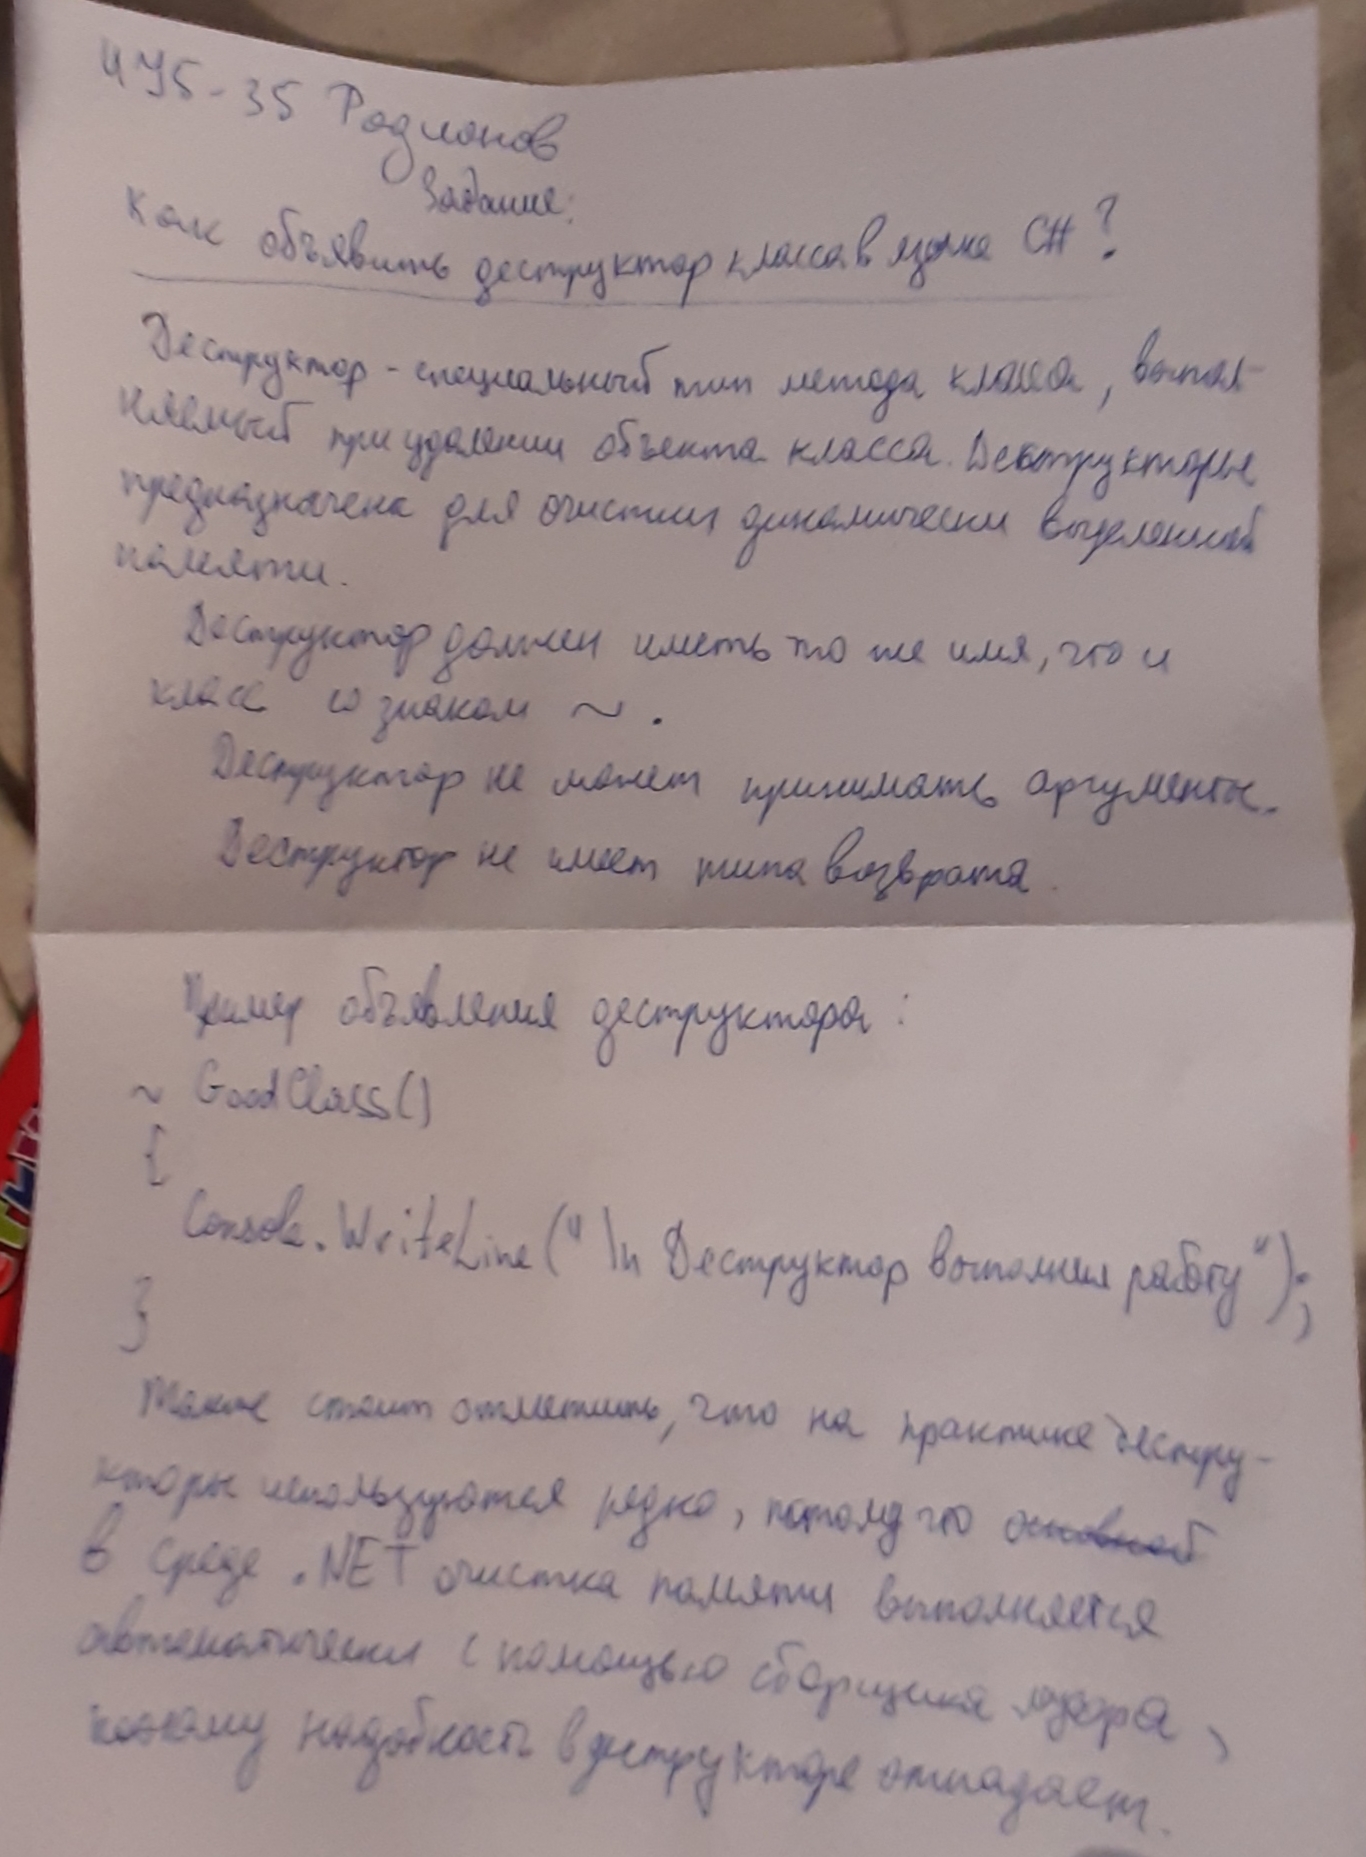 ИУ5-35 Родионов
Задание:
Как объявить деструктор класса в языке C#?
Деструктор - специальный тип метода класса, выпол-
няемый при удалении объекта класса. Деструкторы
предназначены для очистки динамически выделенной
памяти.
Деструктор должен иметь то же имя, что и
класс со знаком ~.
Деструктор не может принимать аргументы.
Деструктор не имеет типа возврата.
Пример объявления деструктора:
~ GoodClass()
{
Console.WriteLine("\n Деструктор выполнил работу");
}
Также стоит отметить, что на практике дестру-
кторы используются редко, потому что
в среде .NET очистка памяти выполняется
автоматически с помощью сборщика мусора,
поэтому надобность в деструкторе отпадает.